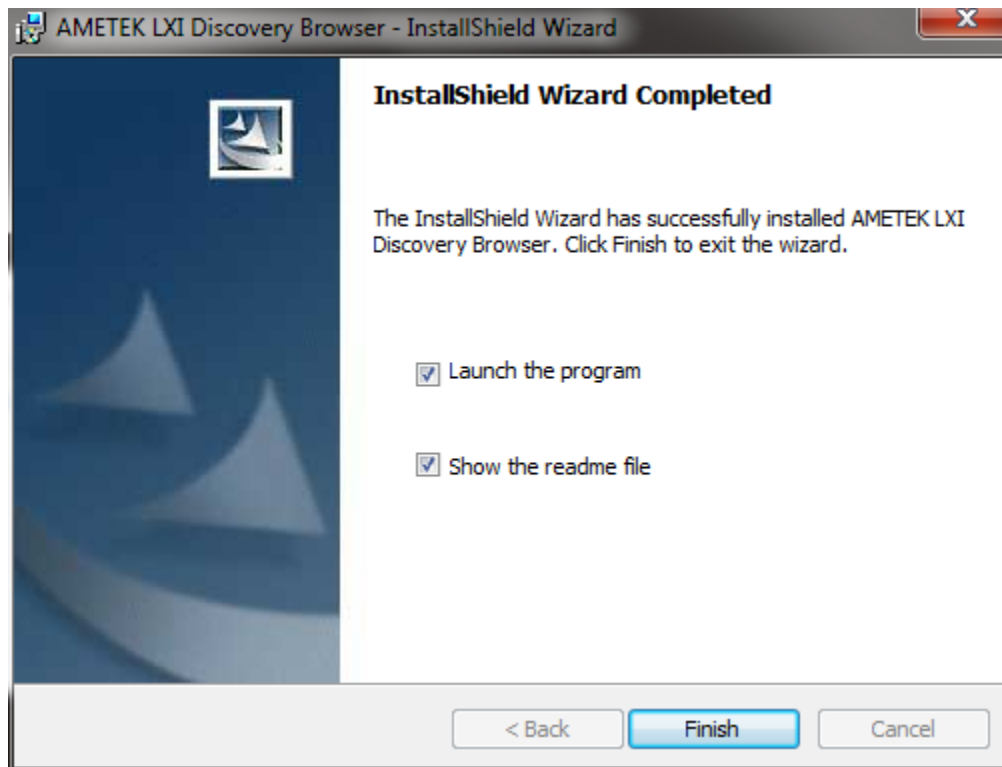 AMETEK LXI Discovery Browser - InstallShield Wizard
InstallShield Wizard Completed
The InstallShield Wizard has successfully installed AMETEK LXI
Discovery Browser. Click Finish to exit the wizard.
Launch the program
Show the readme file
< Back
Finish
Cancel